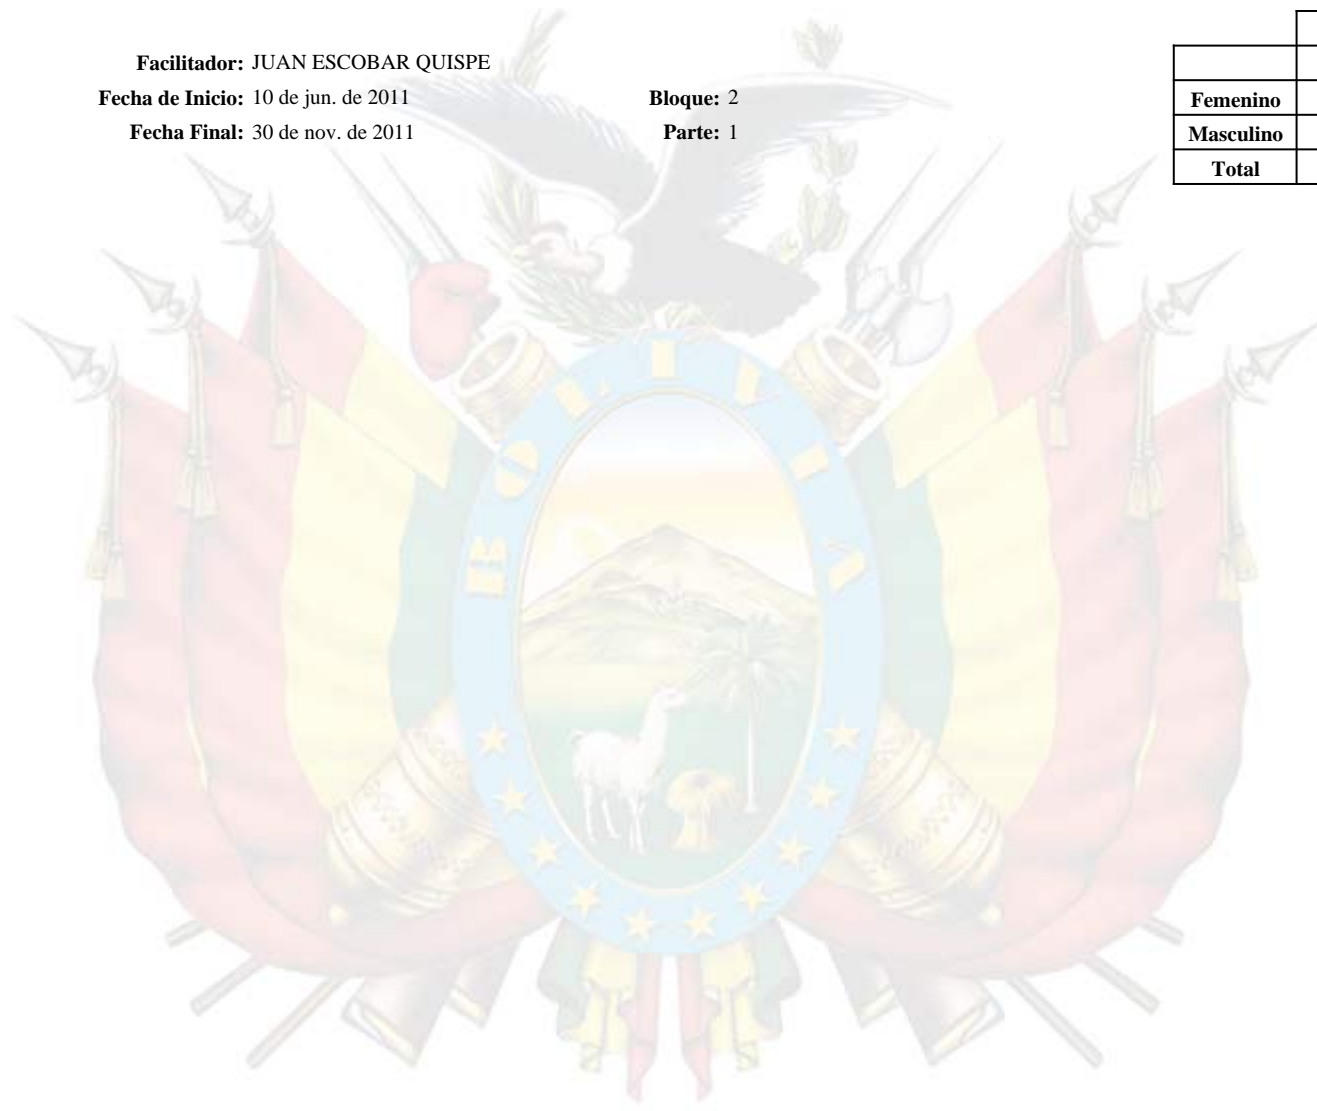 Facilitador: JUAN ESCOBAR QUISPE
Fecha de Inicio: 10 de jun. de 2011 Bloque: 2
Fecha Final: 30 de nov. de 2011 Parte: 1
Femenino
Masculino
Total
BOLIVIA